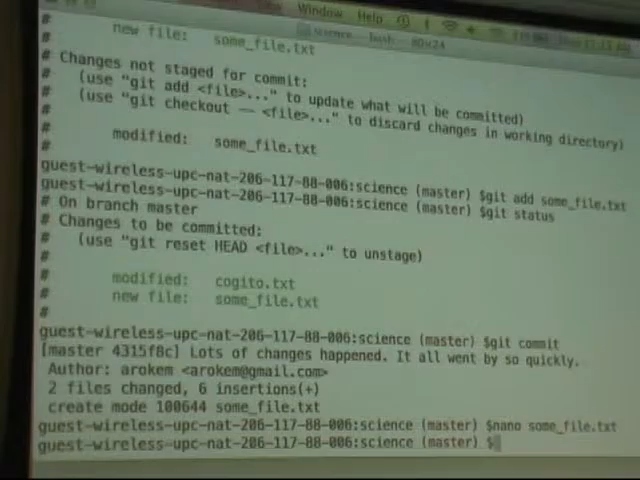 Window Help
science — bash — 80x24
#
# new file: some_file.txt
#
# Changes not staged for commit:
# (use "git add <file>..." to update what will be committed)
# (use "git checkout -- <file>..." to discard changes in working directory)
#
# modified: some_file.txt
#
guest-wireless-upc-nat-206-117-88-006:science (master) $git add some_file.txt
guest-wireless-upc-nat-206-117-88-006:science (master) $git status
# On branch master
# Changes to be committed:
# (use "git reset HEAD <file>..." to unstage)
#
# modified: cogito.txt
# new file: some_file.txt
#
guest-wireless-upc-nat-206-117-88-006:science (master) $git commit
[master 4315f8c] Lots of changes happened. It all went by so quickly.
Author: arokem <arokem@gmail.com>
2 files changed, 6 insertions(+)
create mode 100644 some_file.txt
guest-wireless-upc-nat-206-117-88-006:science (master) $nano some_file.txt
guest-wireless-upc-nat-206-117-88-006:science (master) $